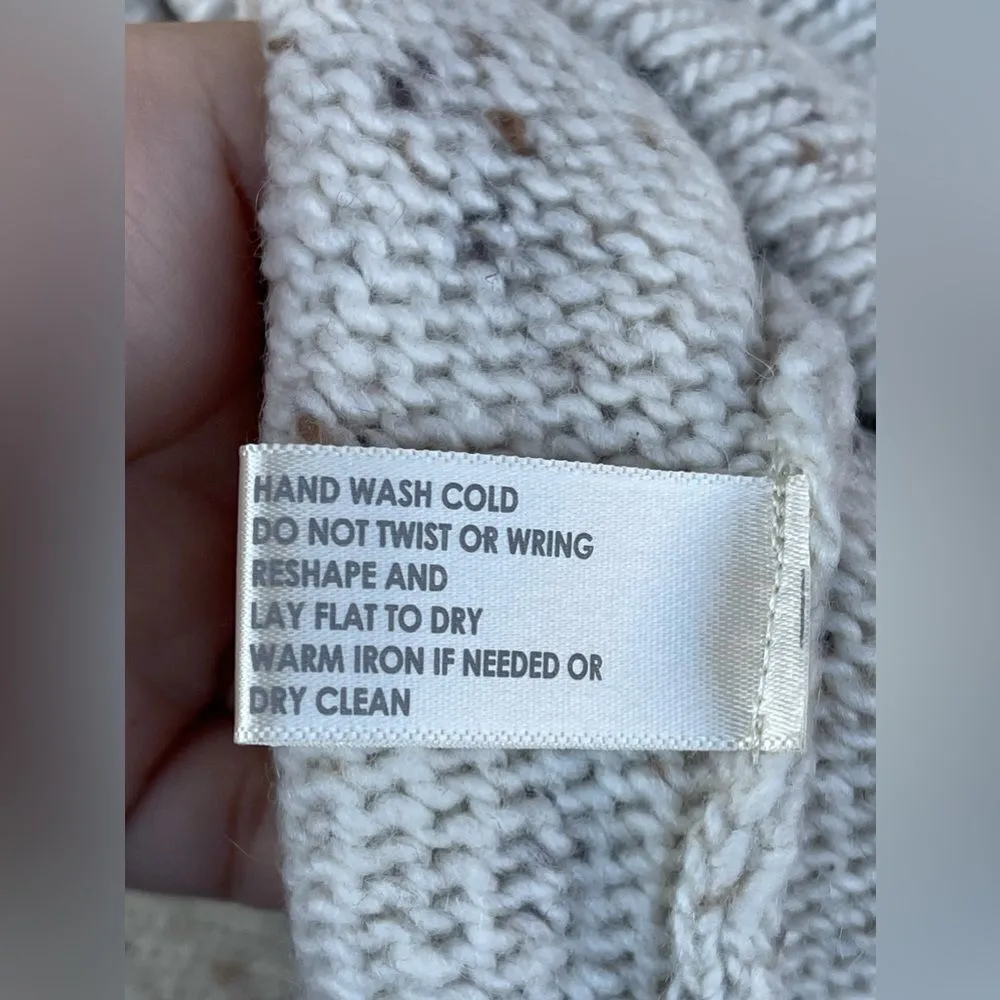 HAND WASH COLD
DO NOT TWIST OR WRING
RESHAPE AND
LAY FLAT TO DRY
WARM IRON IF NEEDED OR
DRY CLEAN